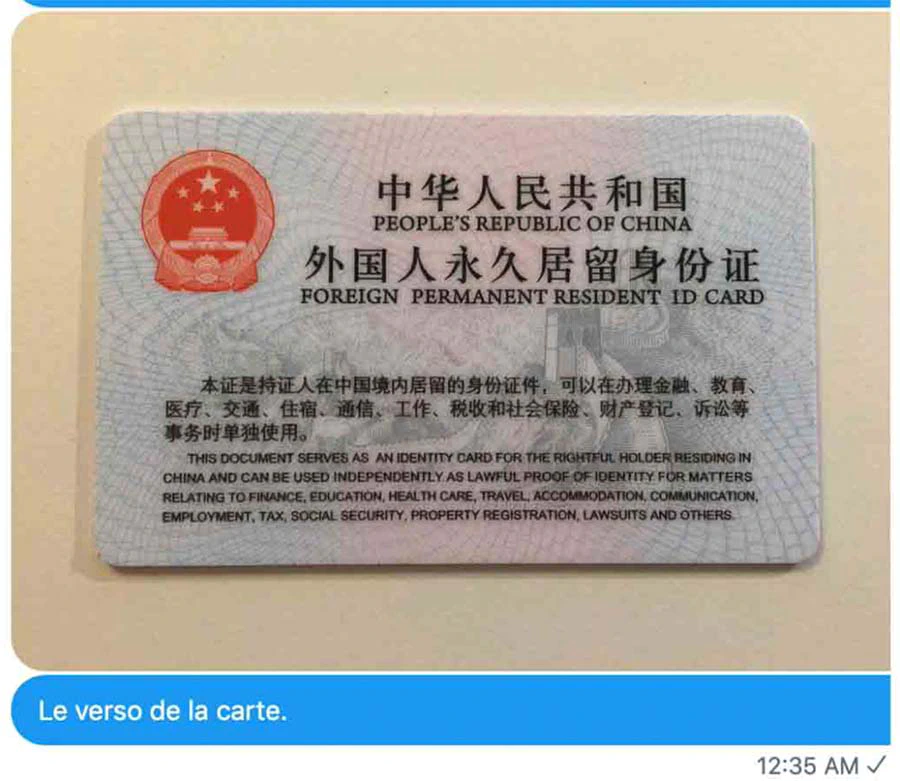 中华人民共和国
PEOPLE'S REPUBLIC OF CHINA
外国人永久居留身份证
FOREIGN PERMANENT RESIDENT ID CARD
本证是持证人在中国境内居留的身份证件，可以在办理金融、教育、
医疗、交通、住宿、通信、工作、税收和社会保险、财产登记、诉讼等
事务时单独使用。
THIS DOCUMENT SERVES AS AN IDENTITY CARD FOR THE RIGHTFUL HOLDER RESIDING IN
CHINA AND CAN BE USED INDEPENDENTLY AS LAWFUL PROOF OF IDENTITY FOR MATTERS
RELATING TO FINANCE, EDUCATION, HEALTH CARE, TRAVEL, ACCOMMODATION, COMMUNICATION,
EMPLOYMENT, TAX, SOCIAL SECURITY, PROPERTY REGISTRATION, LAWSUITS AND OTHERS.
Le verso de la carte.
12:35 AM ✓